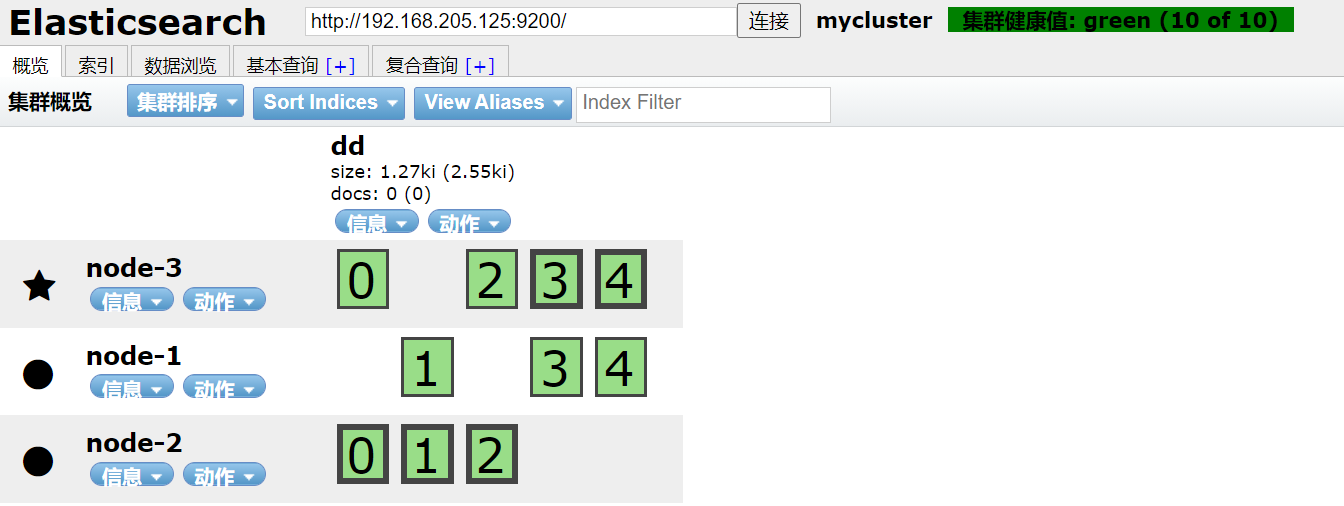 Elasticsearch http://192.168.205.125:9200/ 连接 mycluster 集群健康值: green (10 of 10)
概览 索引 数据浏览 基本查询 [+] 复合查询 [+]
集群概览 集群排序 Sort Indices View Aliases Index Filter
dd
size: 1.27ki (2.55ki)
docs: 0 (0)
信息 动作
node-3 0 2 3 4
信息 动作
node-1 1 3 4
信息 动作
node-2 0 1 2
信息 动作